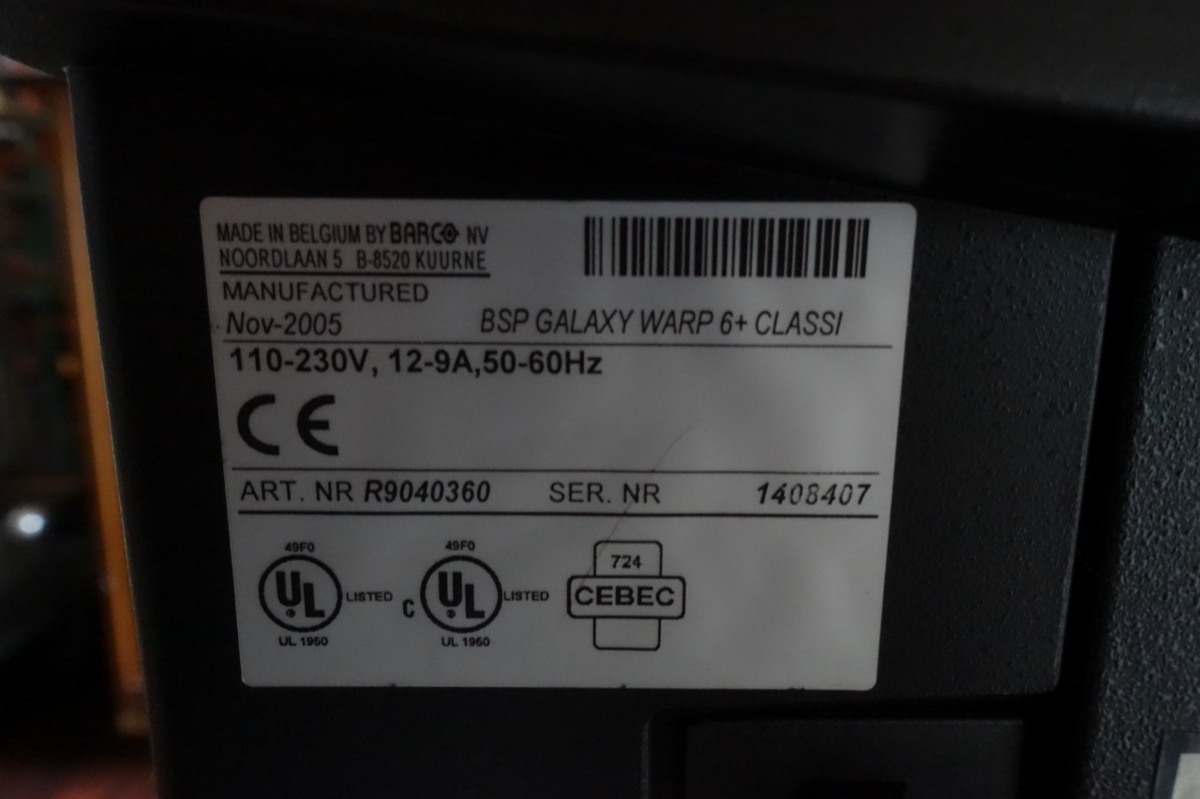 MADE IN BELGIUM BY BARCO NV
NOORDLAAN 5 B-8520 KUURNE
MANUFACTURED
Nov-2005 BSP GALAXY WARP 6+ CLASSI
110-230V, 12-9A,50-60Hz
CE
ART. NR R9040360 SER. NR 1408407
49F0 49F0 724
UL LISTED C UL LISTED CEBEC
UL 1950 UL 1950